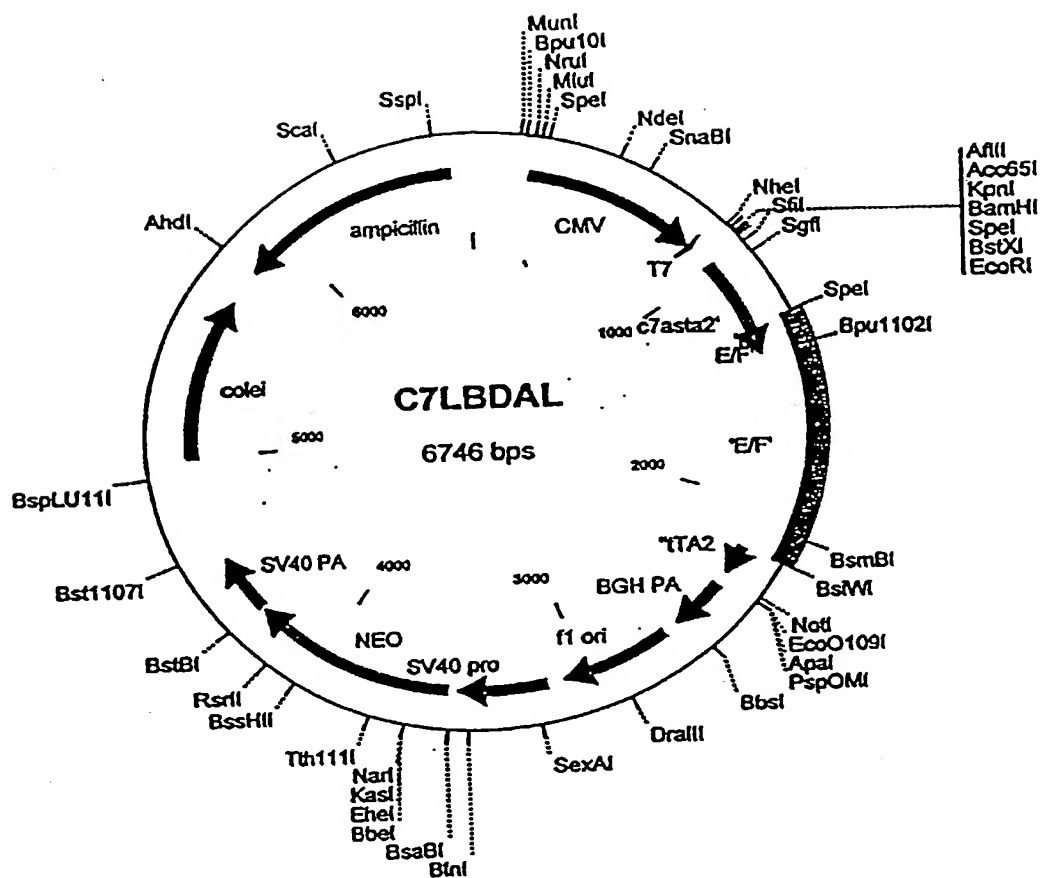 MunI
Bpu10I
NruI
MluI
SpeI
SspI
NdeI
SnaBI
ScaI
AflII
Acc65I
KpnI
BamHI
SpeI
BstXI
EcoRI
NheI
SfiI
SgfI
AhdI
ampicillin
CMV
T7
SpeI
6000
1000
c7asta2'
Bpu1102I
E/F'
colei
C7LBDAL
5000
6746 bps
2000
'E/F'
BspLU11I
BsmBI
"tTA2
SV40 PA
4000
BsiWI
Bst1107I
3000
BGH PA
NotI
EcoO109I
ApaI
PspOMI
NEO
f1 ori
BstBI
SV40 pro
RsrII
BbsI
BssHII
DraIII
Tth111I
SexAI
NarI
KasI
EheI
BbeI
BsaBI
BlnI